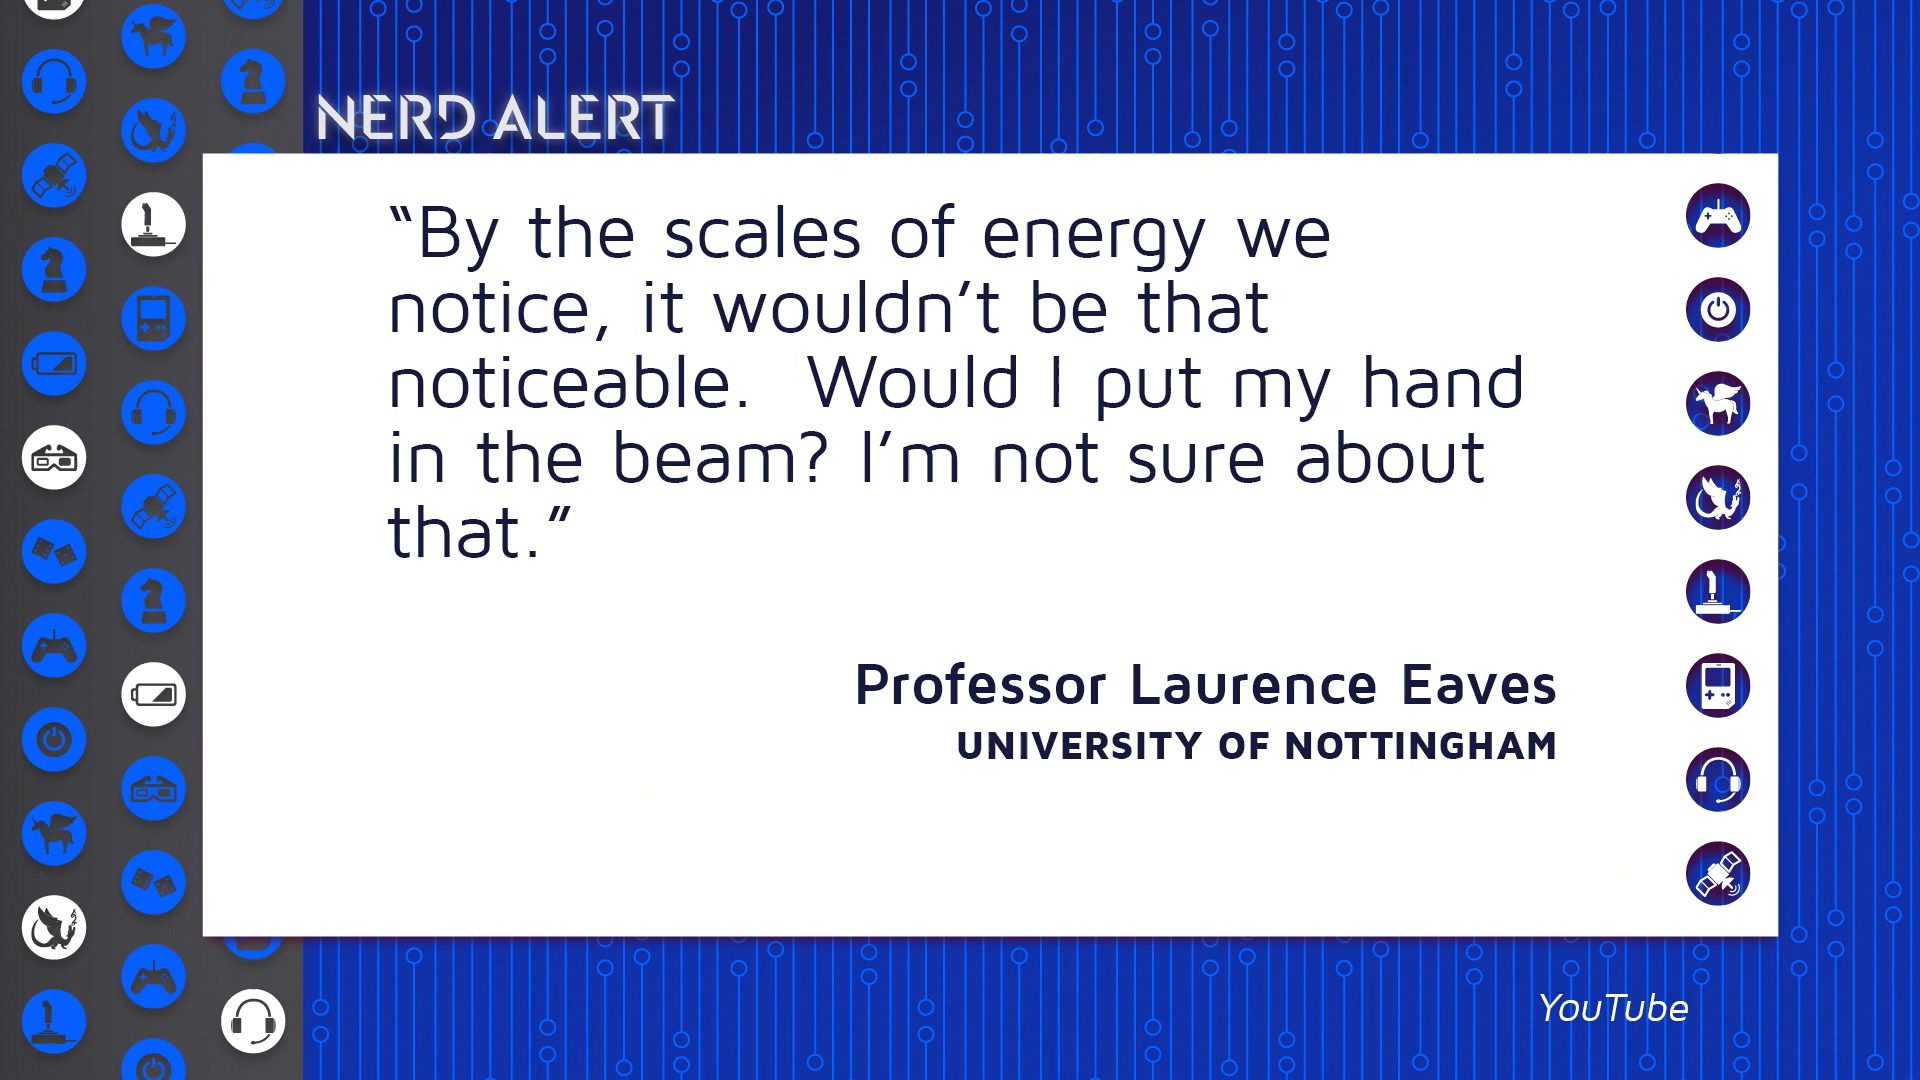 NERD ALERT
“By the scales of energy we
notice, it wouldn’t be that
noticeable.  Would I put my hand
in the beam? I’m not sure about
that.”
Professor Laurence Eaves
UNIVERSITY OF NOTTINGHAM
YouTube